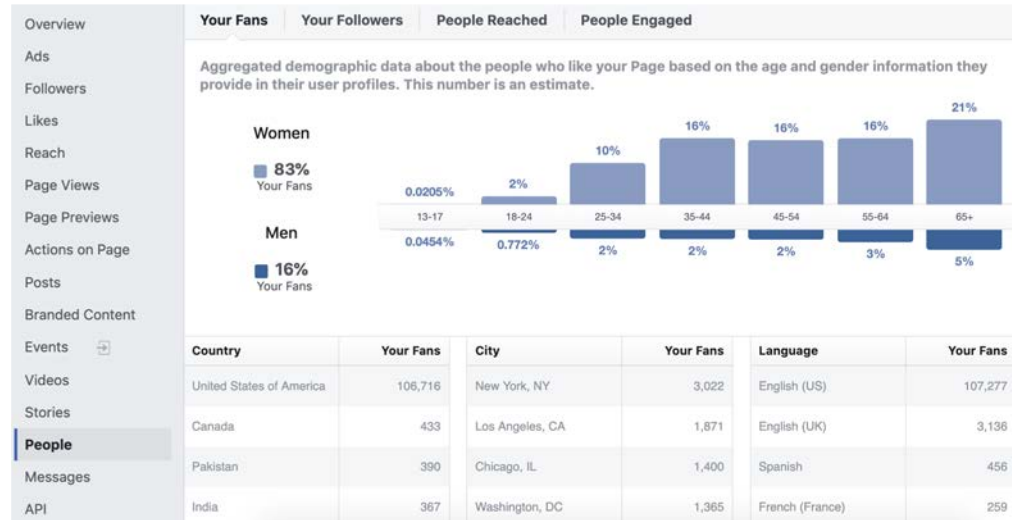 Overview
Ads
Followers
Likes
Reach
Page Views
Page Previews
Actions on Page
Posts
Branded Content
Events
Videos
Stories
People
Messages
API
Your Fans Your Followers People Reached People Engaged
Aggregated demographic data about the people who like your Page based on the age and gender information they
provide in their user profiles. This number is an estimate.
Women
83%
Your Fans
0.0205% 2% 10% 16% 16% 16% 21%
13-17 18-24 25-34 35-44 45-54 55-64 65+
Men
16%
Your Fans
0.0454% 0.772% 2% 2% 2% 3% 5%
Country Your Fans City Your Fans Language Your Fans
United States of America 106,716 New York, NY 3,022 English (US) 107,277
Canada 433 Los Angeles, CA 1,871 English (UK) 3,136
Pakistan 390 Chicago, IL 1,400 Spanish 456
India 367 Washington, DC 1,365 French (France) 259